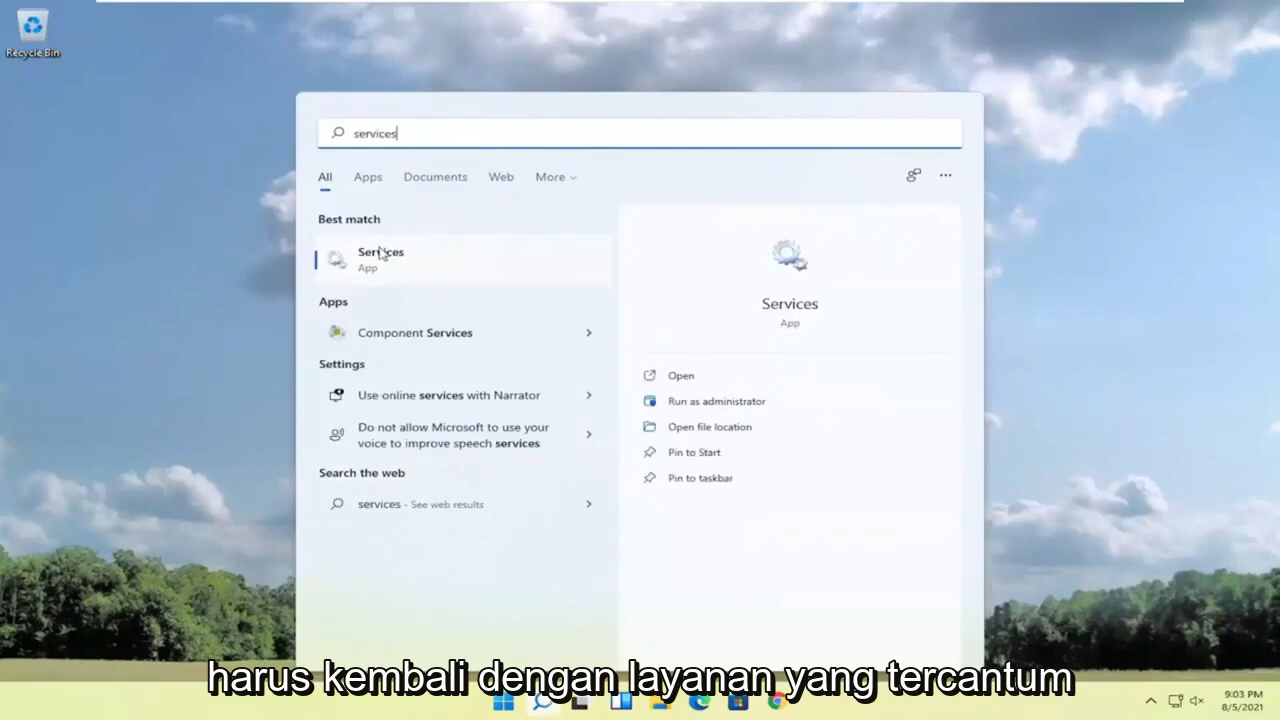 Recycle Bin
services
All Apps Documents Web More
Best match
Services
App
Apps
Component Services
Settings
Use online services with Narrator
Do not allow Microsoft to use your
voice to improve speech services
Search the web
services - See web results
Services
App
Open
Run as administrator
Open file location
Pin to Start
Pin to taskbar
harus kembali dengan layanan yang tercantum
9:03 PM
8/5/2021